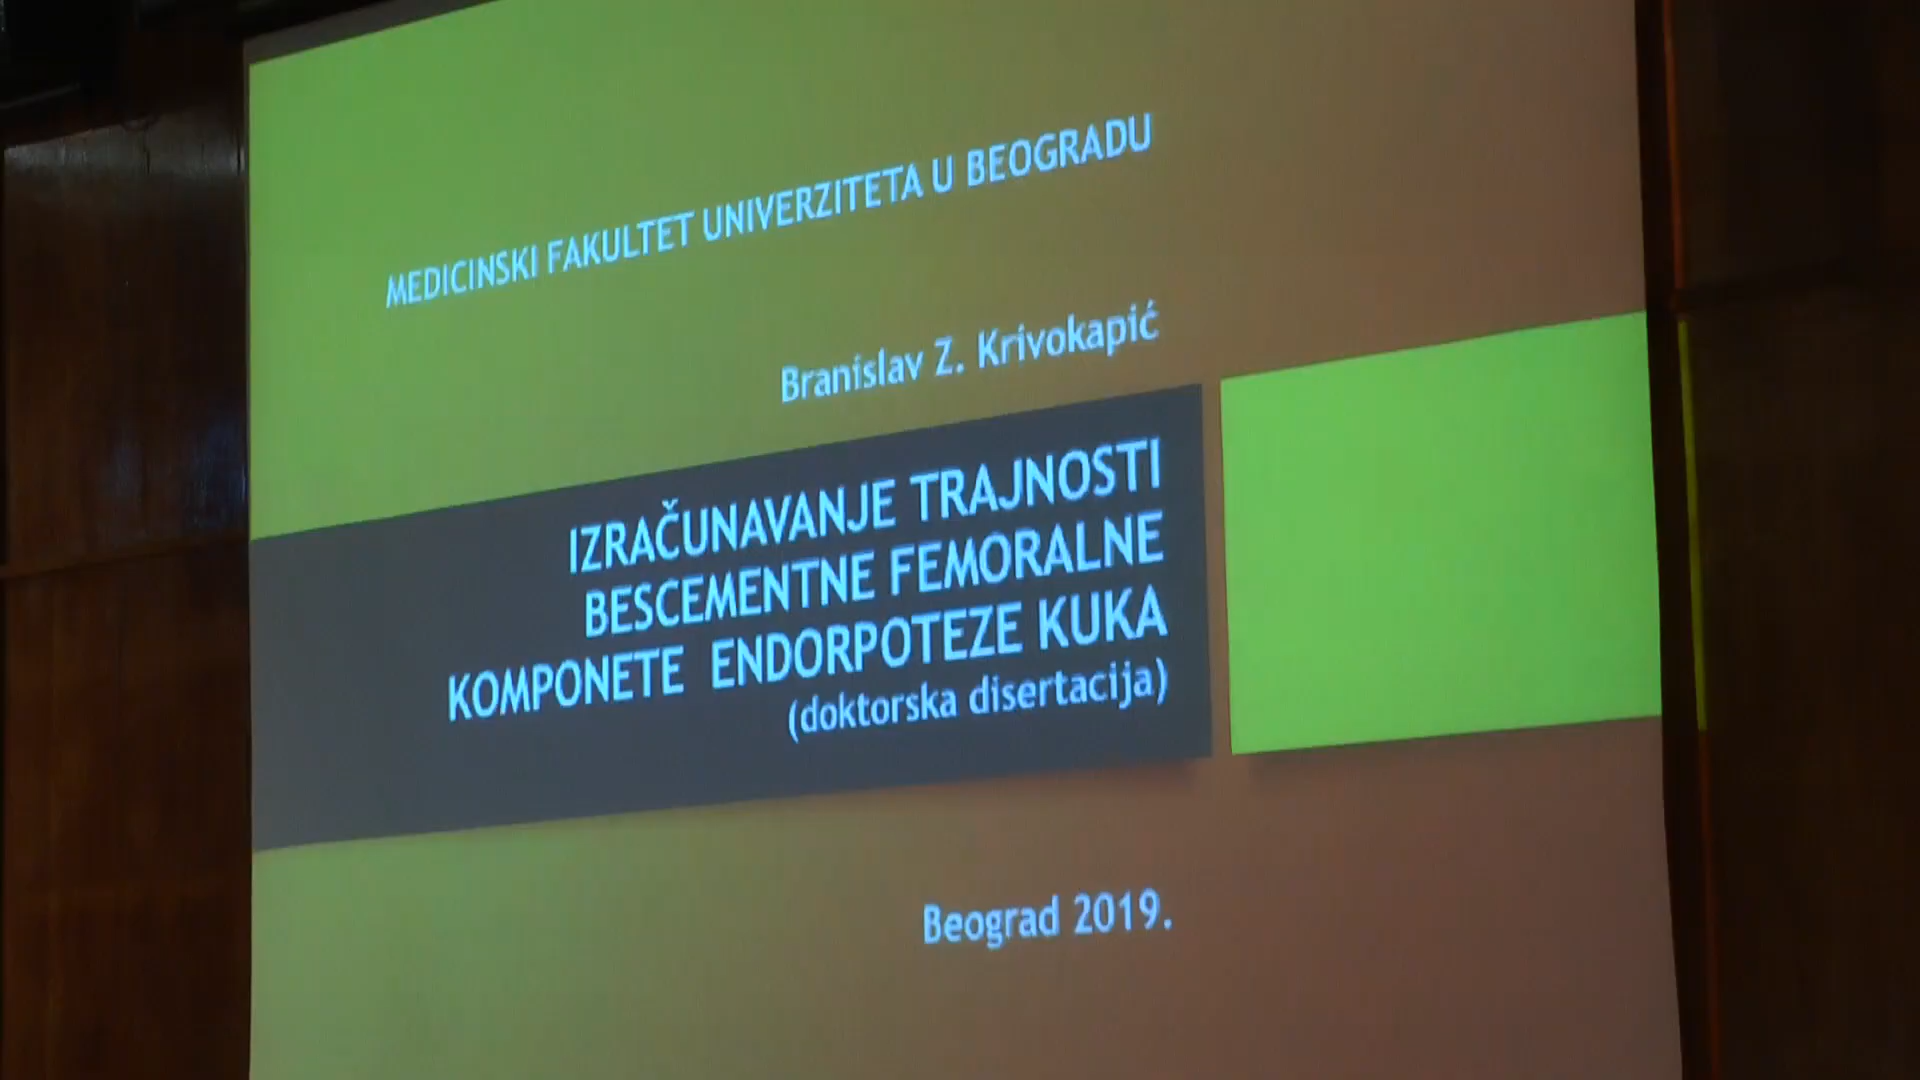 MEDICINSKI FAKULTET UNIVERZITETA U BEOGRADU
Branislav Z. Krivokapić
IZRAČUNAVANJE TRAJNOSTI
BESCEMENTNE FEMORALNE
KOMPONETE ENDORPOTEZE KUKA
(doktorska disertacija)
Beograd 2019.